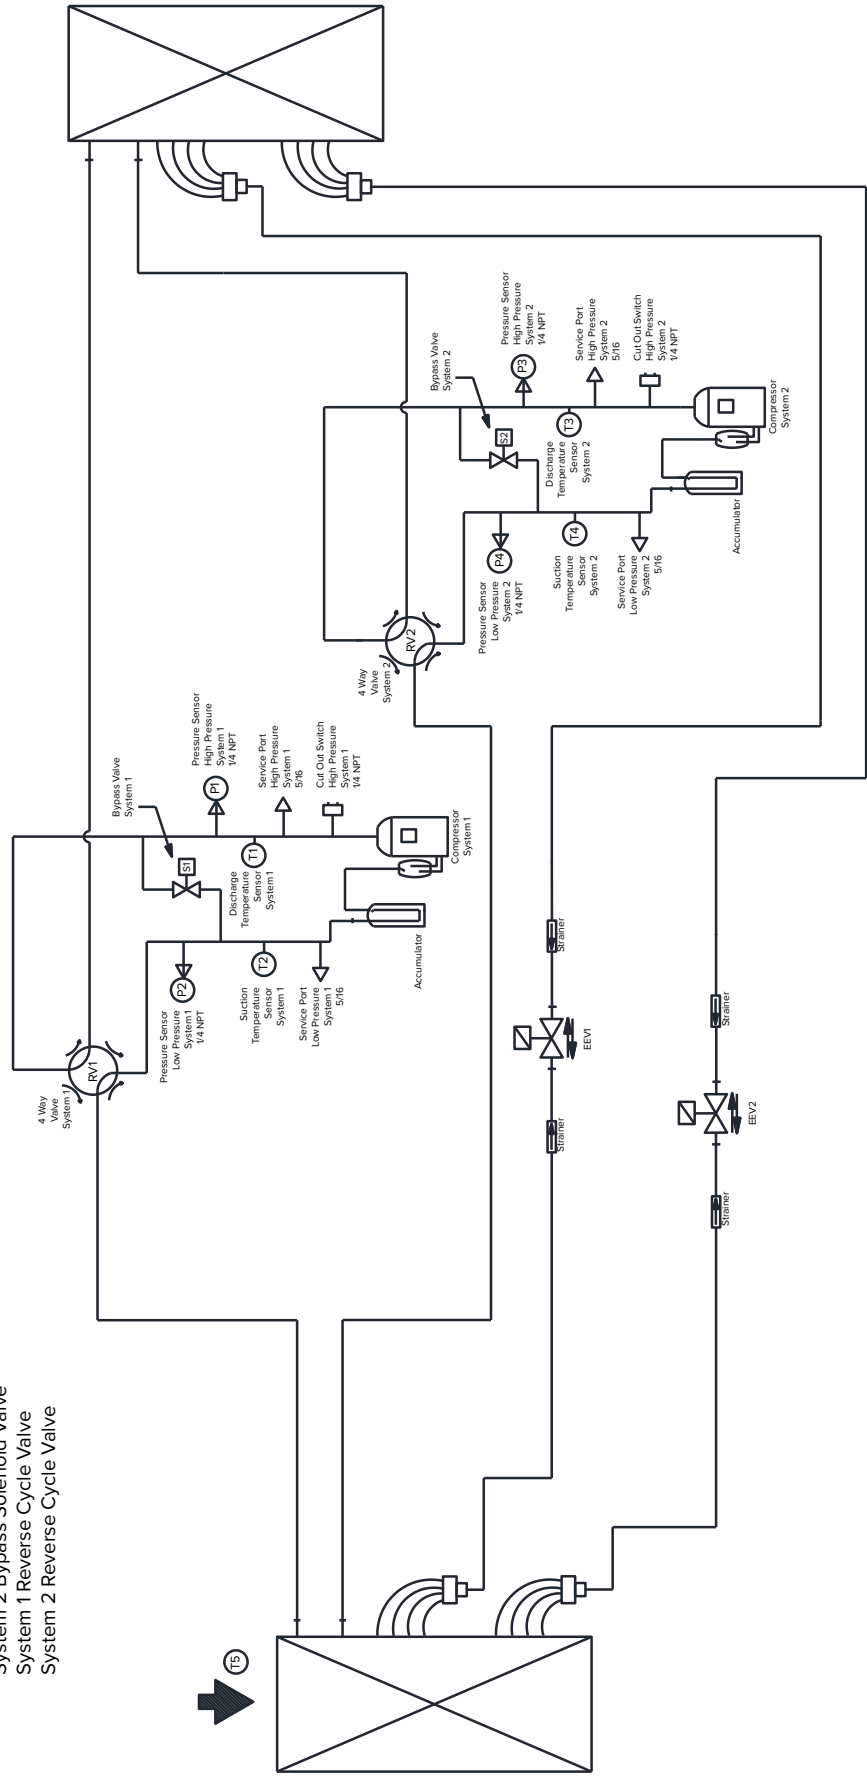 System 2 Bypass Solenoid Valve
System 1 Reverse Cycle Valve
System 2 Reverse Cycle Valve
T5
4 Way
Valve
System 1
RV1
Bypass Valve
System 1
S1
Pressure Sensor
High Pressure
System 1
1/4 NPT
P1
Service Port
High Pressure
System 1
5/16
Cut Out Switch
High Pressure
System 1
1/4 NPT
Discharge
Temperature
Sensor
System 1
T1
Compressor
System 1
Pressure Sensor
Low Pressure
System 1
1/4 NPT
P2
Suction
Temperature
Sensor
System 1
T2
Service Port
Low Pressure
System 1
5/16
Accumulator
4 Way
Valve
System 2
RV2
Bypass Valve
System 2
S2
Pressure Sensor
High Pressure
System 2
1/4 NPT
P3
Service Port
High Pressure
System 2
5/16
Cut Out Switch
High Pressure
System 2
1/4 NPT
Discharge
Temperature
Sensor
System 2
T3
Compressor
System 2
Pressure Sensor
Low Pressure
System 2
1/4 NPT
P4
Suction
Temperature
Sensor
System 2
T4
Service Port
Low Pressure
System 2
5/16
Accumulator
Strainer
EEV1
Strainer
Strainer
EEV2
Strainer